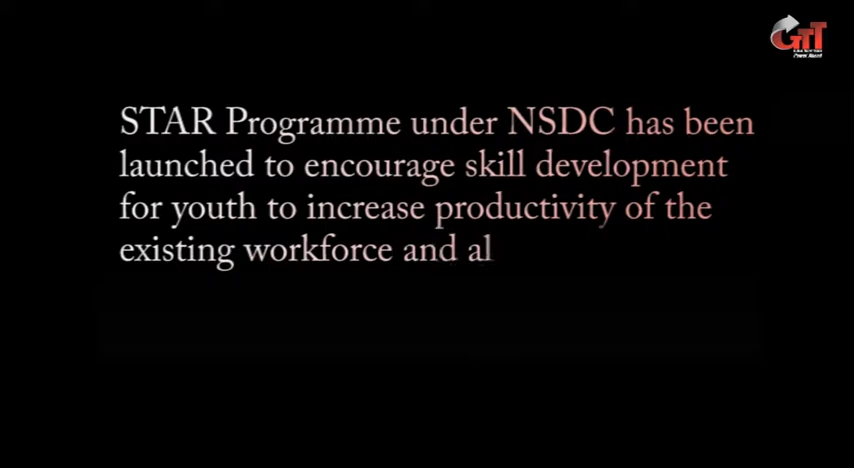 GTT
STAR Programme under NSDC has been
launched to encourage skill development
for youth to increase productivity of the
existing workforce and al